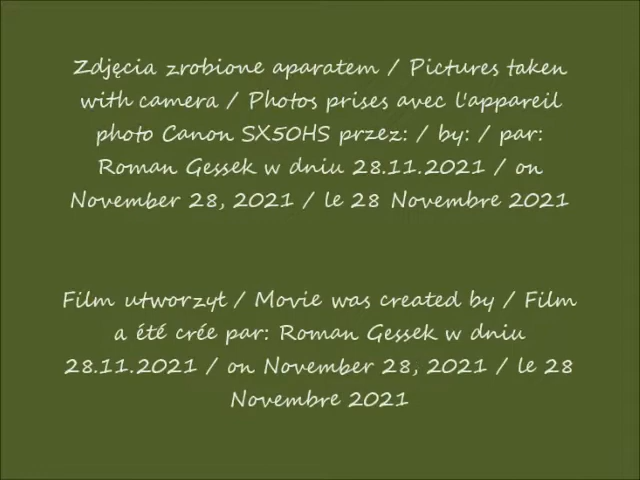 Zdjęcia zrobione aparatem / Pictures taken
with camera / Photos prises avec l'appareil
photo Canon SX50HS przez: / by: / par:
Roman Gessek w dniu 28.11.2021 / on
November 28, 2021 / le 28 Novembre 2021
Film utworzył / Movie was created by / Film
a été crée par: Roman Gessek w dniu
28.11.2021 / on November 28, 2021 / le 28
Novembre 2021